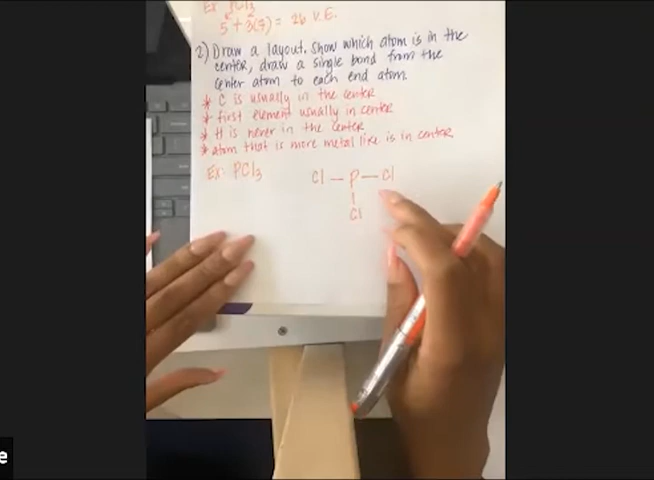 Ex: PCl3
5 + 3(7) = 26 V.E.
2) Draw a layout. Show which atom is in the
center, draw a single bond from the
center atom to each end atom.
* C is usually in the center
* first element usually in center
* H is never in the center
* atom that is more metal like is in center
Ex: PCl3
Cl — P — Cl
|
Cl
e